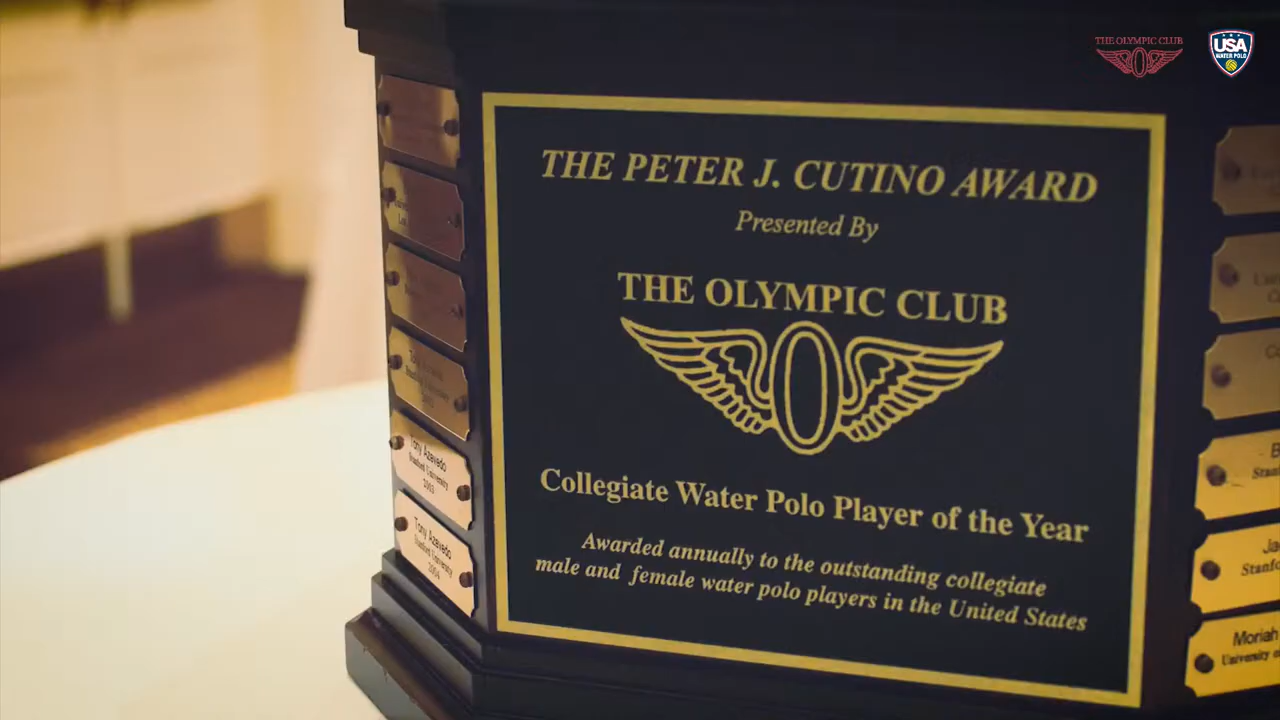 THE OLYMPIC CLUB
USA
WATER POLO
THE PETER J. CUTINO AWARD
Presented By
THE OLYMPIC CLUB
Collegiate Water Polo Player of the Year
Awarded annually to the outstanding collegiate
male and female water polo players in the United States
Tony Azevedo
Stanford University
2003
Tony Azevedo
Stanford University
2004
Moriah
University